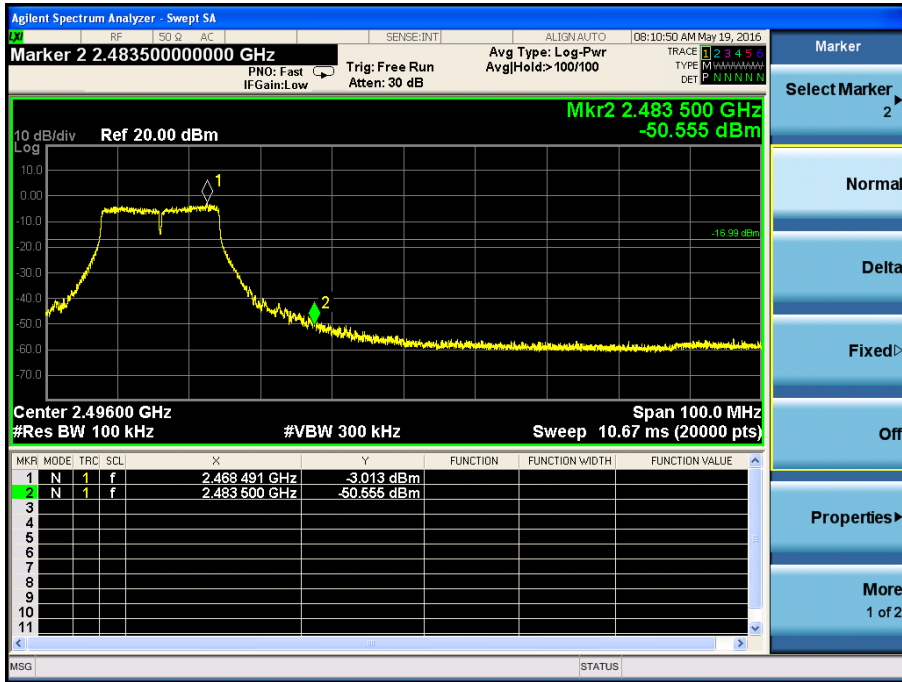 Agilent Spectrum Analyzer - Swept SA
LXI RF 50 Ω AC SENSE:INT ALIGN AUTO 08:10:50 AM May 19, 2016
Marker 2 2.483500000000 GHz
PNO: Fast
IFGain:Low
Trig: Free Run
Atten: 30 dB
Avg Type: Log-Pwr
Avg|Hold:>100/100
TRACE 1 2 3 4 5 6
TYPE M WWWWW
DET P N N N N N
Mkr2 2.483 500 GHz
-50.555 dBm
10 dB/div Ref 20.00 dBm
Log
10.0
0.00
-10.0
-20.0
-30.0
-40.0
-50.0
-60.0
-70.0
1
2
-16.99 dBm
Center 2.49600 GHz Span 100.0 MHz
#Res BW 100 kHz #VBW 300 kHz Sweep 10.67 ms (20000 pts)
MKR MODE TRC SCL X Y FUNCTION FUNCTION WIDTH FUNCTION VALUE
1 N 1 f 2.468 491 GHz -3.013 dBm
2 N 1 f 2.483 500 GHz -50.555 dBm
3
4
5
6
7
8
9
10
11
MSG STATUS
Marker
Select Marker
2
Normal
Delta
Fixed
Off
Properties
More
1 of 2